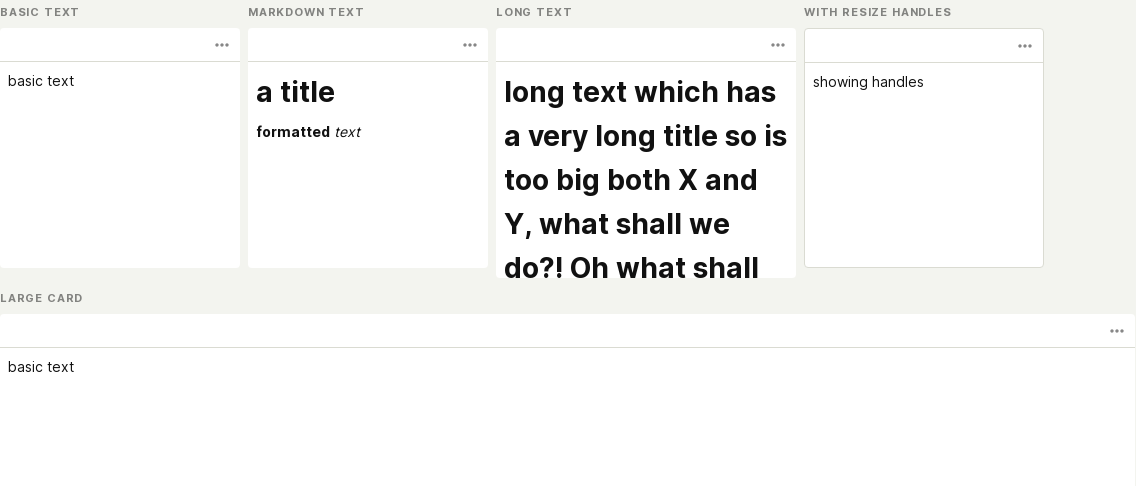 BASIC TEXT
basic text
MARKDOWN TEXT
a title
formatted text
LONG TEXT
long text which has
a very long title so is
too big both X and
Y, what shall we
do?! Oh what shall
WITH RESIZE HANDLES
showing handles
LARGE CARD
basic text